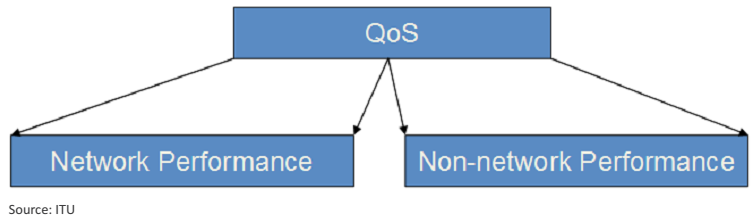 QoS
Network Performance
Non-network Performance
Source: ITU